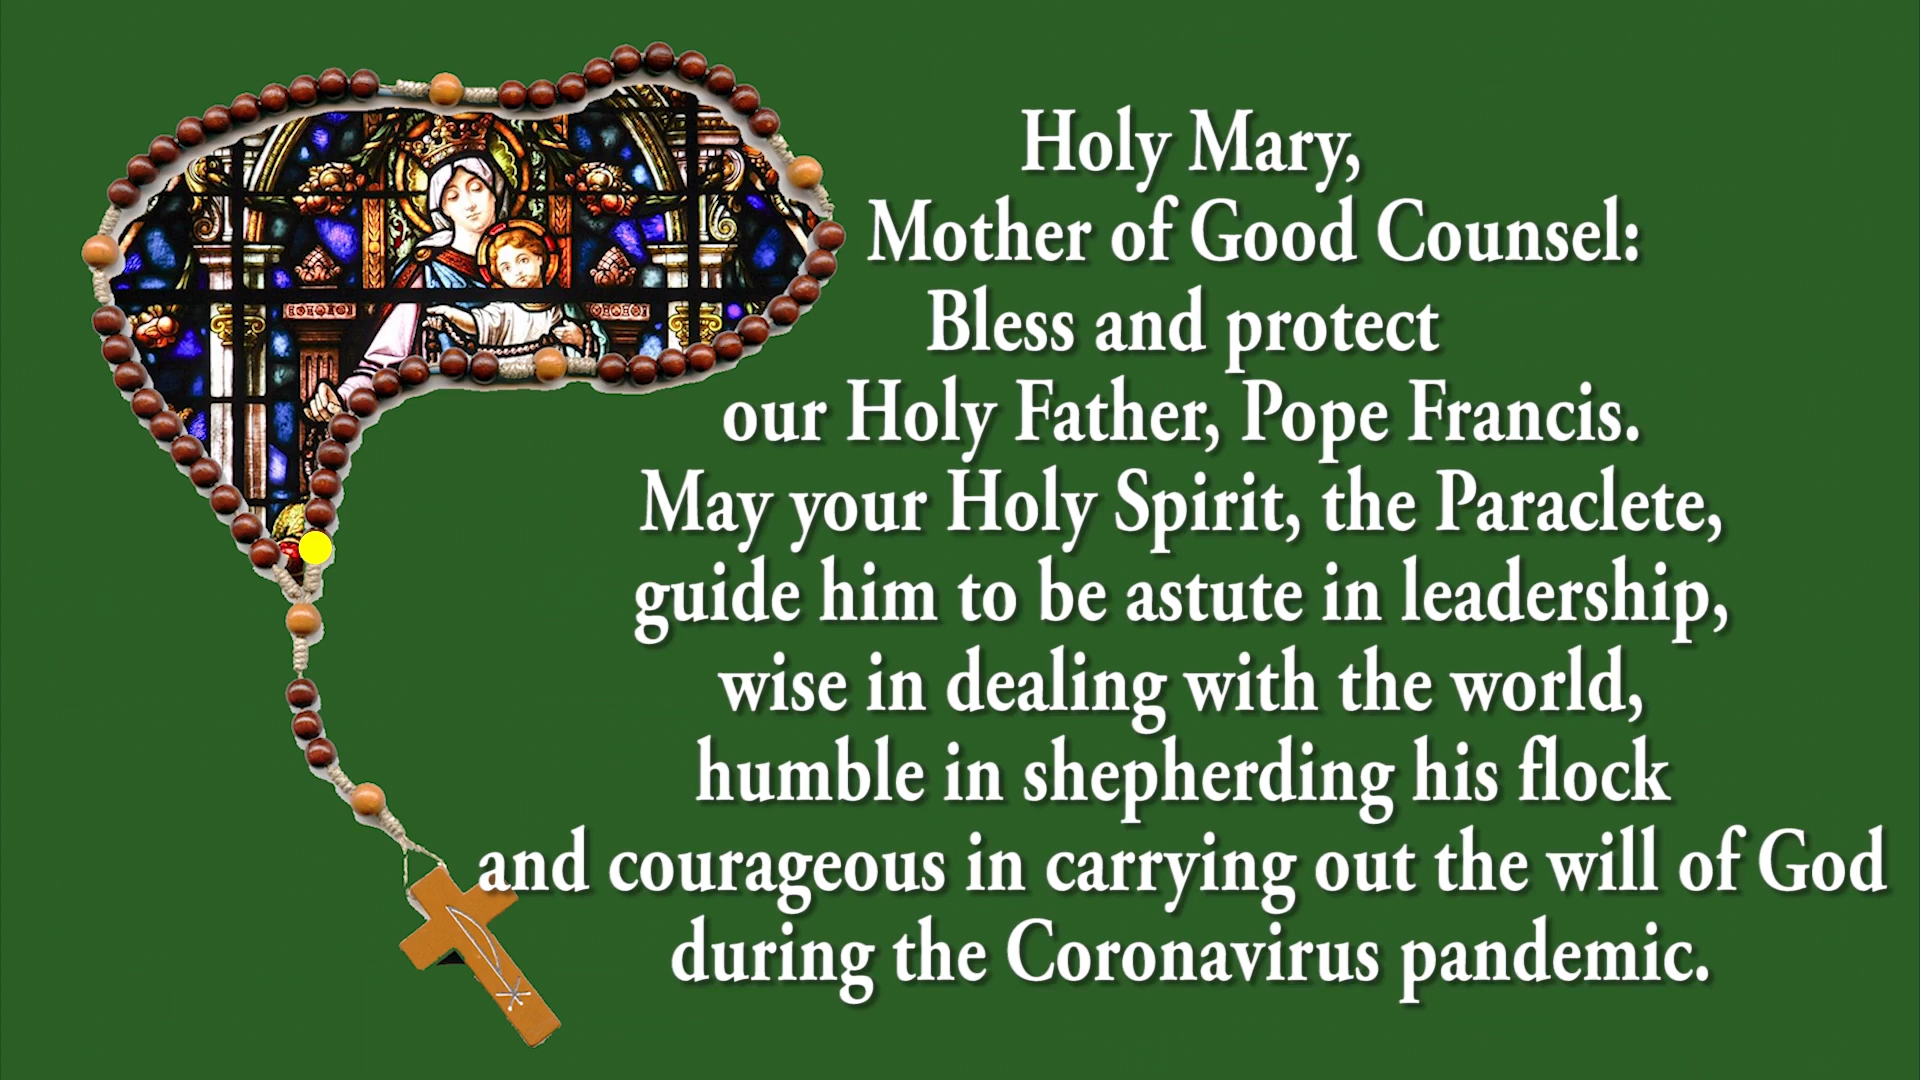 Holy Mary,
Mother of Good Counsel:
Bless and protect
our Holy Father, Pope Francis.
May your Holy Spirit, the Paraclete,
guide him to be astute in leadership,
wise in dealing with the world,
humble in shepherding his flock
and courageous in carrying out the will of God
during the Coronavirus pandemic.